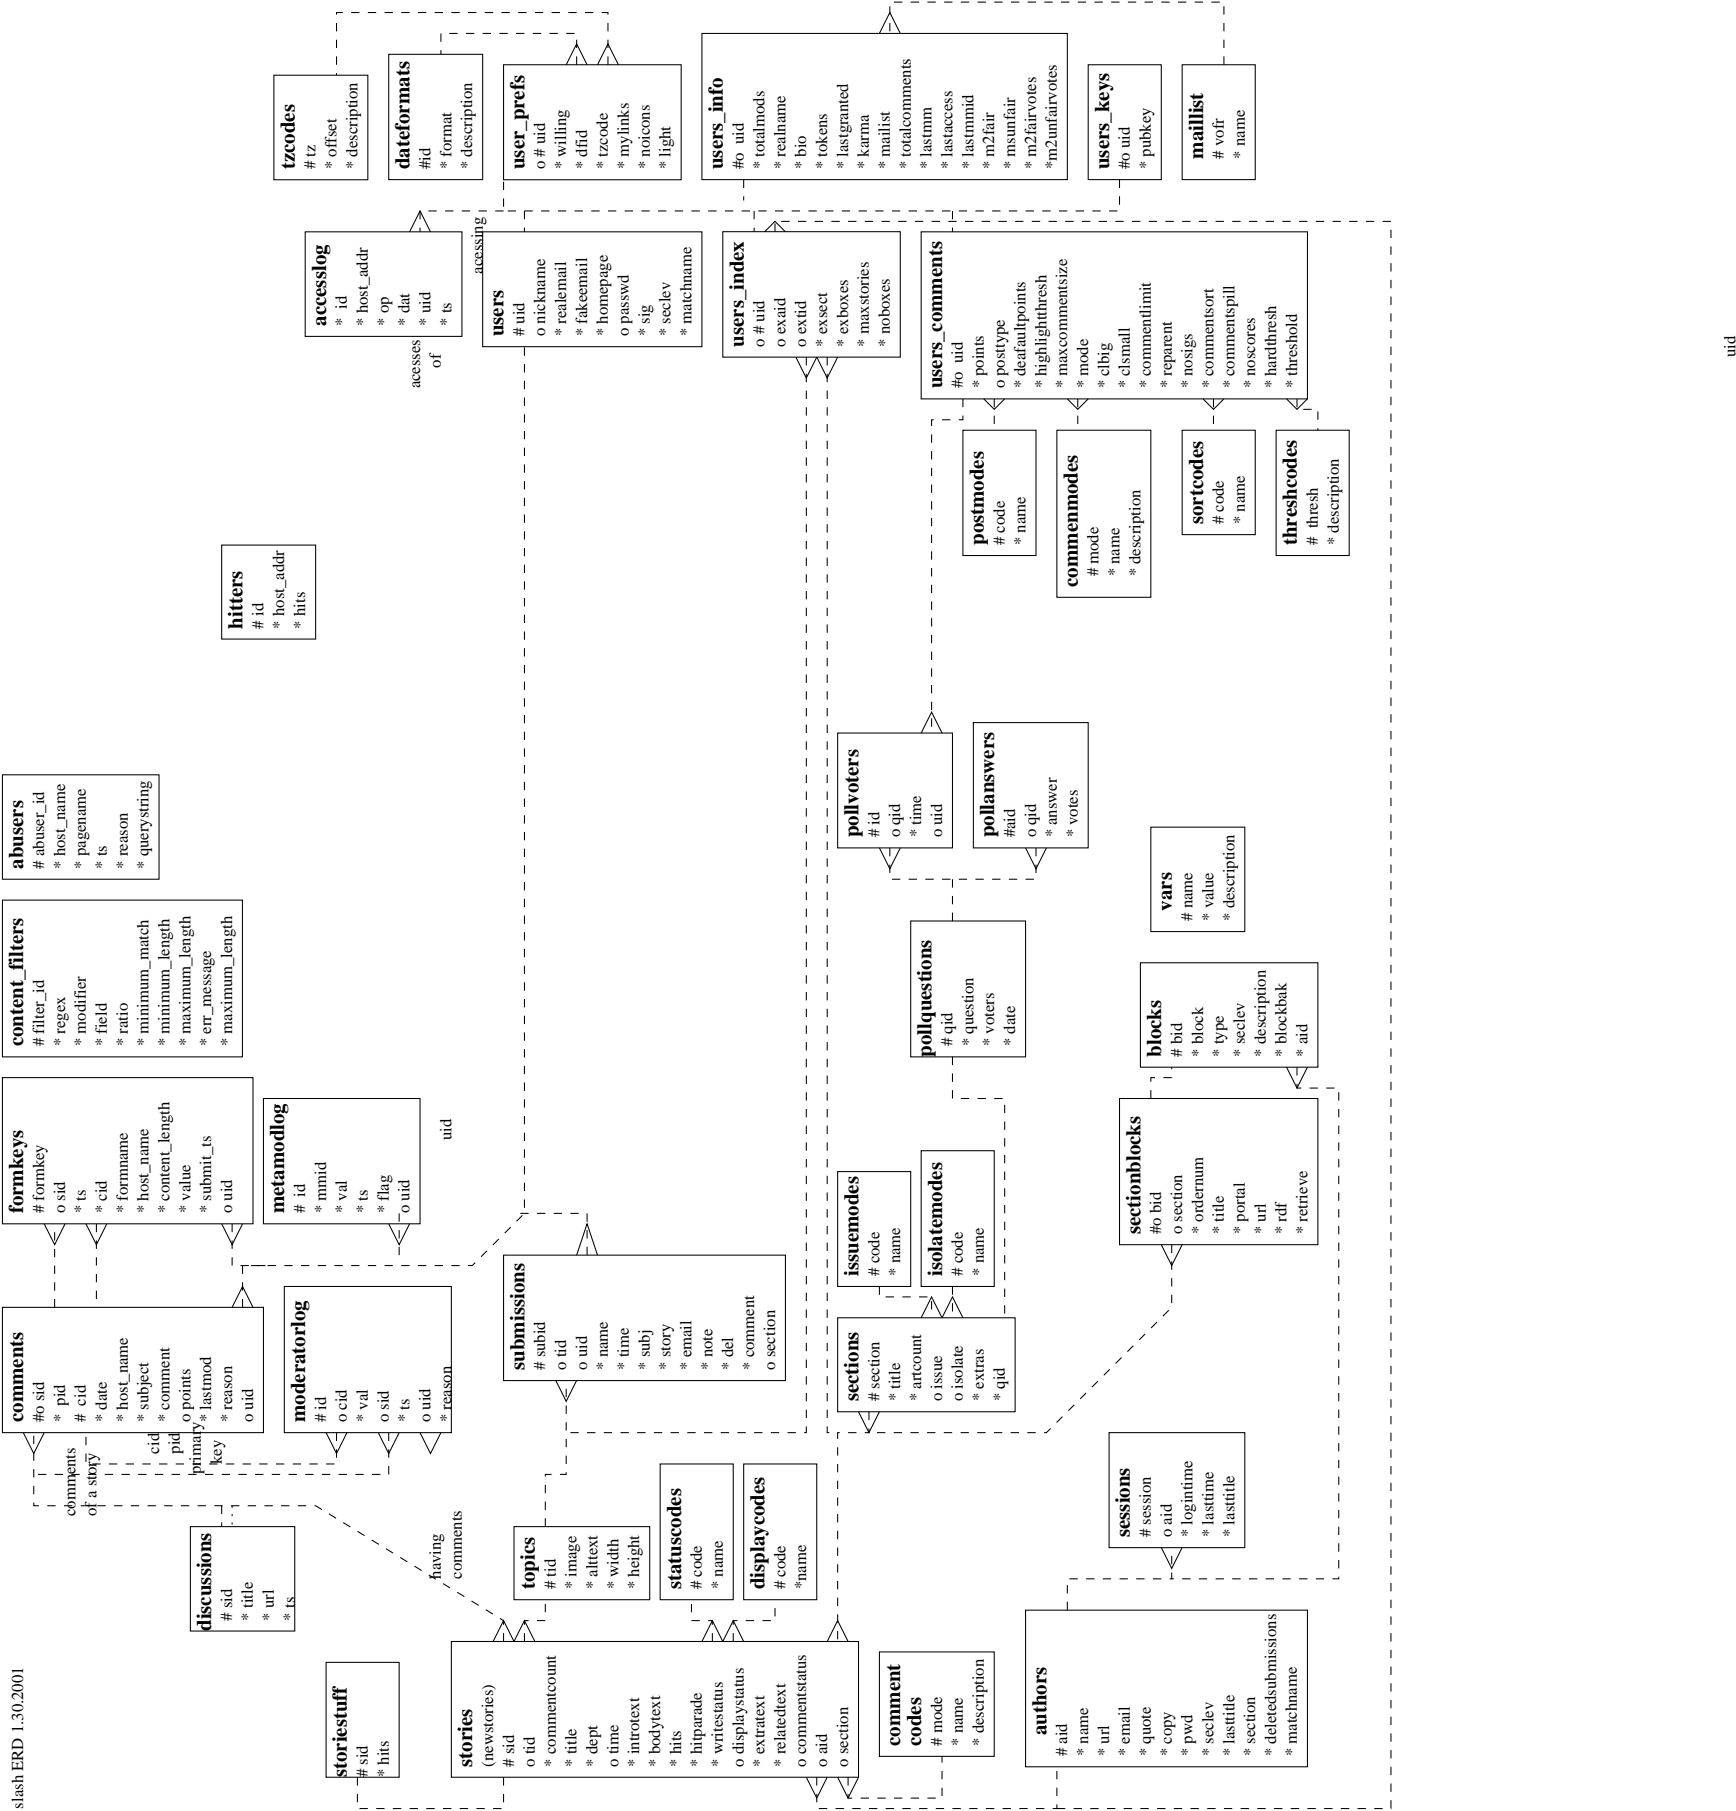 slash ERD 1.30.2001
comments
#o sid
* pid
# cid
* date
* host_name
* subject
* comment
o points
* lastmod
* reason
o uid
formkeys
# formkey
o sid
* ts
* cid
* formname
* host_name
* content_length
* value
* submit_ts
o uid
content_filters
# filter_id
* regex
* modifier
* field
* ratio
* minimum_match
* minimum_length
* maximum_length
* err_message
* maximum_length
abusers
# abuser_id
* host_name
* pagename
* ts
* reason
* querystring
comments
of a story
cid
pid
primary
key
discussions
# sid
* title
* url
* ts
hitters
# id
* host_addr
* hits
metamodlog
# id
* mmid
* val
* ts
* flag
o uid
uid
moderatorlog
# id
o cid
* val
o sid
* ts
o uid
* reason
tzcodes
# tz
* offset
* description
dateformats
#id
* format
* description
user_prefs
o # uid
* willing
* dfid
* tzcode
* mylinks
* noicons
* light
accesslog
* id
* host_addr
* op
* dat
* uid
* ts
acesses
of
acessing
storiestuff
# sid
* hits
having
comments
stories
(newstories)
# sid
o tid
* commentcount
* title
* dept
o time
* introtext
* bodytext
* hits
* hitparade
* writestatus
o displaystatus
* extratext
* relatedtext
o commentstatus
o aid
o section
topics
# tid
* image
* alttext
* width
* height
submissions
# subid
o tid
o uid
* name
* time
* subj
* story
* email
* note
* del
* comment
o section
users
# uid
o nickname
* realemail
* fakeemail
* homepage
o passwd
* sig
* seclev
* matchname
statuscodes
# code
* name
displaycodes
# code
*name
users_info
#o uid
* totalmods
* realname
* bio
* tokens
* lastgranted
* karma
* mailist
* totalcomments
* lastmm
* lastaccess
* lastmmid
* m2fair
* msunfair
* m2fairvotes
*m2unfairvotes
users_index
o # uid
o exaid
o extid
* exsect
* exboxes
* maxstories
* noboxes
comment
codes
# mode
* name
* description
sections
# section
* title
* artcount
o issue
o isolate
* extras
* qid
issuemodes
# code
* name
isolatemodes
# code
* name
pollquestions
# qid
* question
* voters
* date
pollvoters
# id
o qid
* time
o uid
pollanswers
#aid
o qid
* answer
* votes
users_comments
#o uid
* points
o posttype
* deafaultpoints
* highlightthresh
* maxcommentsize
* mode
* clbig
* clsmall
* commentlimit
* reparent
* nosigs
* commentsort
* commentspill
* noscores
* hardthresh
* threshold
postmodes
# code
* name
commenmodes
# mode
* name
* description
sortcodes
# code
* name
threshcodes
# thresh
* description
users_keys
#o uid
* pubkey
maillist
# vofr
* name
authors
# aid
* name
* url
* email
* quote
* copy
* pwd
* seclev
* lasttitle
* section
* deletedsubmissions
* matchname
sessions
# session
o aid
* logintime
* lasttime
* lasttitle
sectionblocks
#o bid
o section
* ordernum
* title
* portal
* url
* rdf
* retrieve
blocks
# bid
* block
* type
* seclev
* description
* blockbak
* aid
vars
# name
* value
* description
uid